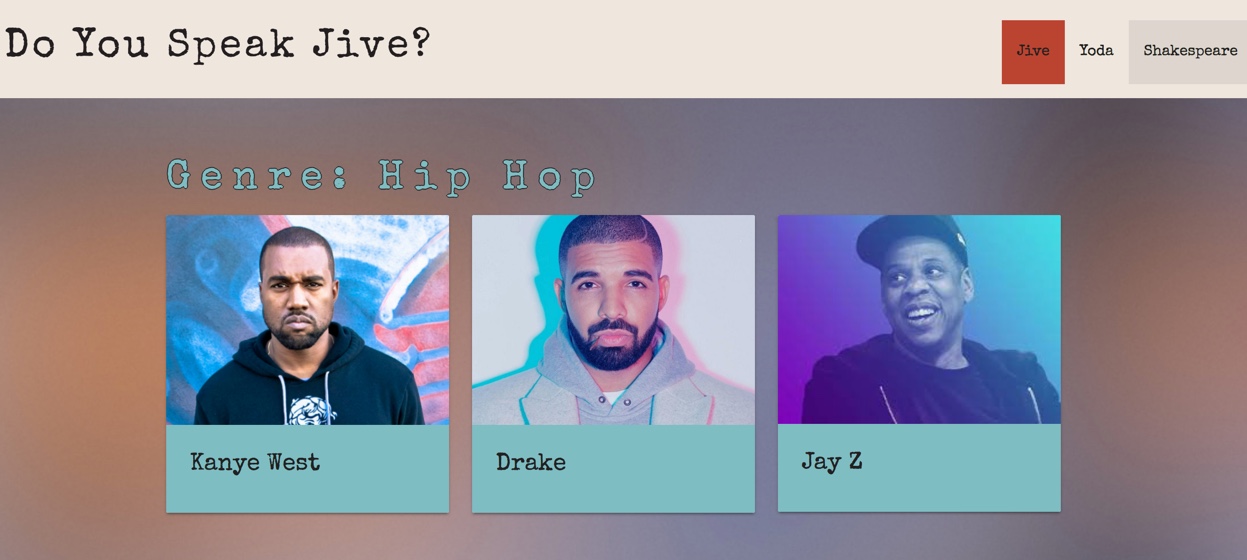 Do You Speak Jive?
Jive Yoda Shakespeare
Genre: Hip Hop
Kanye West
Drake
Jay Z